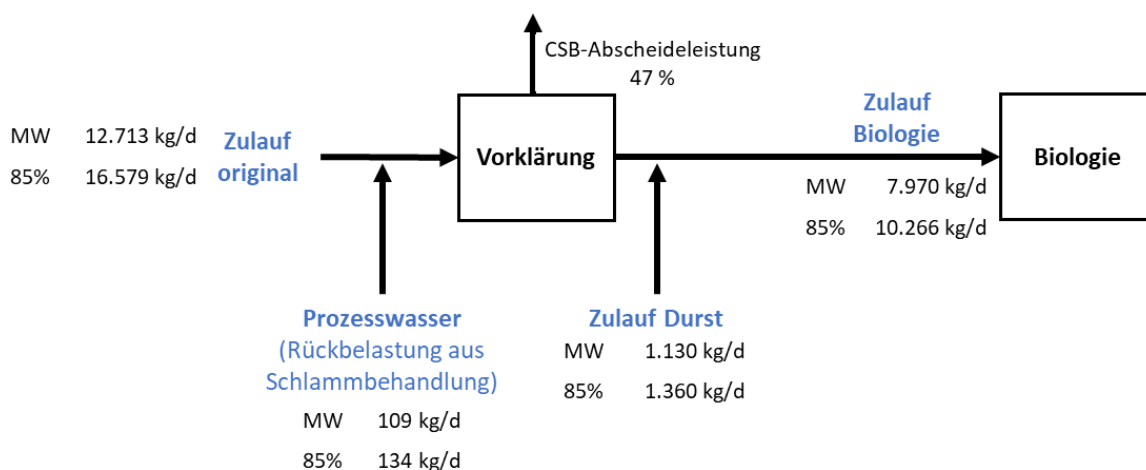 CSB-Abscheideleistung
47 %
MW 12.713 kg/d
85% 16.579 kg/d
Zulauf
original
Vorklärung
Zulauf
Biologie
Biologie
MW 7.970 kg/d
85% 10.266 kg/d
Prozesswasser
(Rückbelastung aus
Schlammbehandlung)
MW 109 kg/d
85% 134 kg/d
Zulauf Durst
MW 1.130 kg/d
85% 1.360 kg/d